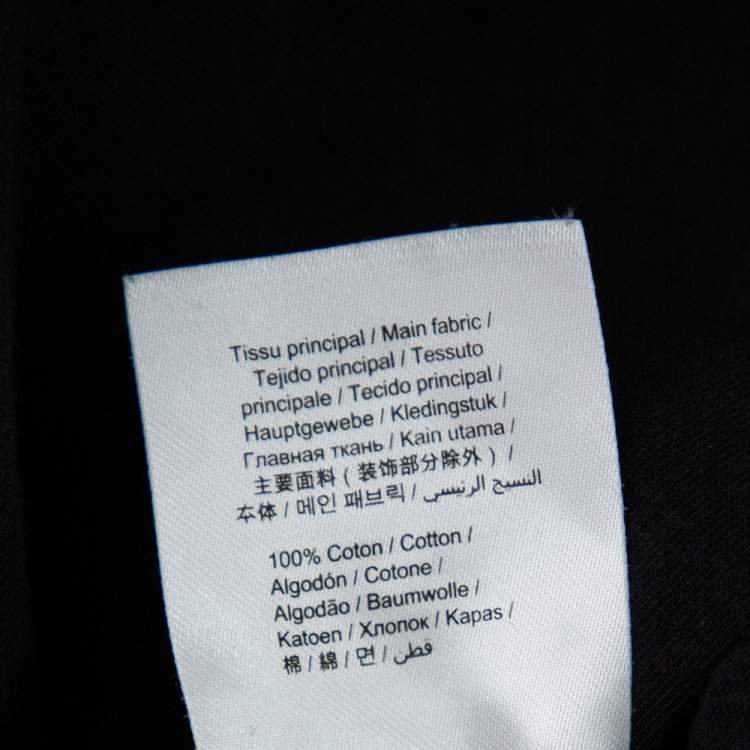 Tissu principal / Main fabric /
Tejido principal / Tessuto
principale / Tecido principal /
Hauptgewebe / Kledingstuk /
Главная ткань / Kain utama /
主要面料（装饰部分除外）/
本体 / 메인 패브릭 / النسيج الرئيسى
100% Coton / Cotton /
Algodón / Cotone /
Algodão / Baumwolle /
Katoen / Хлопок / Kapas /
棉 / 綿 / 면 / قطن